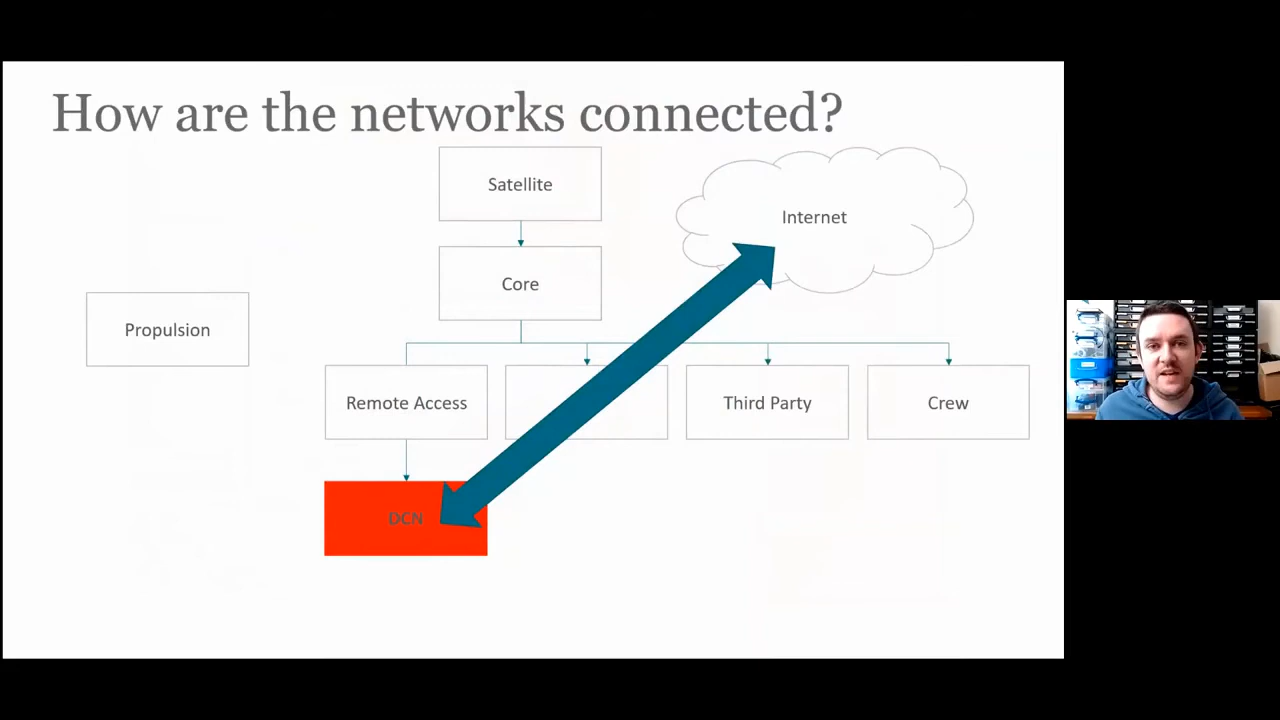 How are the networks connected?
Satellite
Internet
Core
Propulsion
Remote Access
Third Party
Crew
DCN